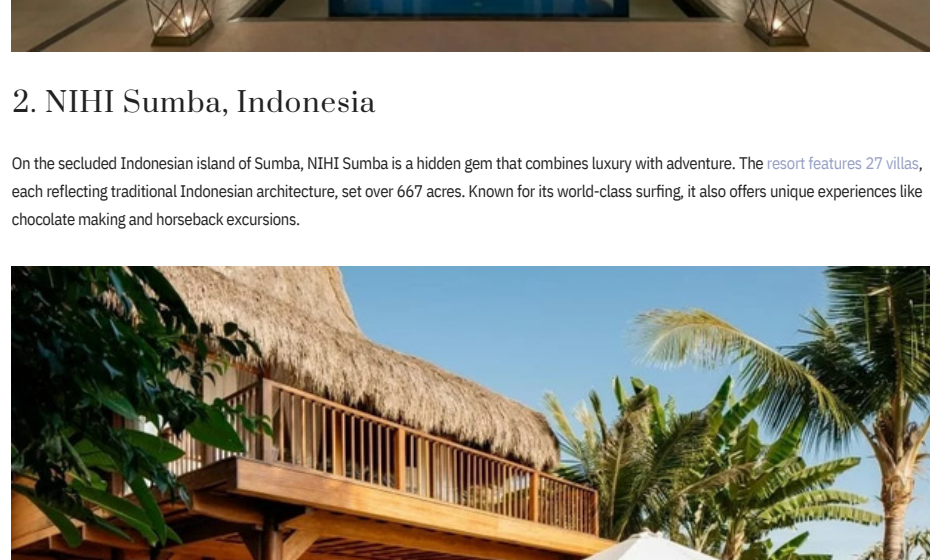 2. NIHI Sumba, Indonesia
On the secluded Indonesian island of Sumba, NIHI Sumba is a hidden gem that combines luxury with adventure. The resort features 27 villas,
each reflecting traditional Indonesian architecture, set over 667 acres. Known for its world-class surfing, it also offers unique experiences like
chocolate making and horseback excursions.